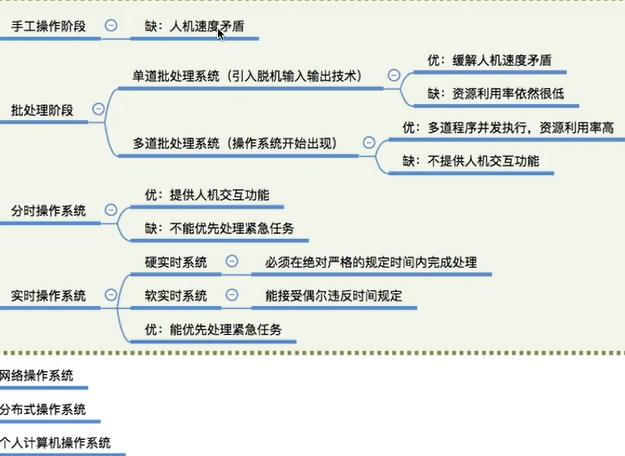 手工操作阶段
缺：人机速度矛盾
批处理阶段
单道批处理系统（引入脱机输入输出技术）
优：缓解人机速度矛盾
缺：资源利用率依然很低
多道批处理系统（操作系统开始出现）
优：多道程序并发执行，资源利用率高
缺：不提供人机交互功能
分时操作系统
优：提供人机交互功能
缺：不能优先处理紧急任务
实时操作系统
硬实时系统
必须在绝对严格的规定时间内完成处理
软实时系统
能接受偶尔违反时间规定
优：能优先处理紧急任务
网络操作系统
分布式操作系统
个人计算机操作系统